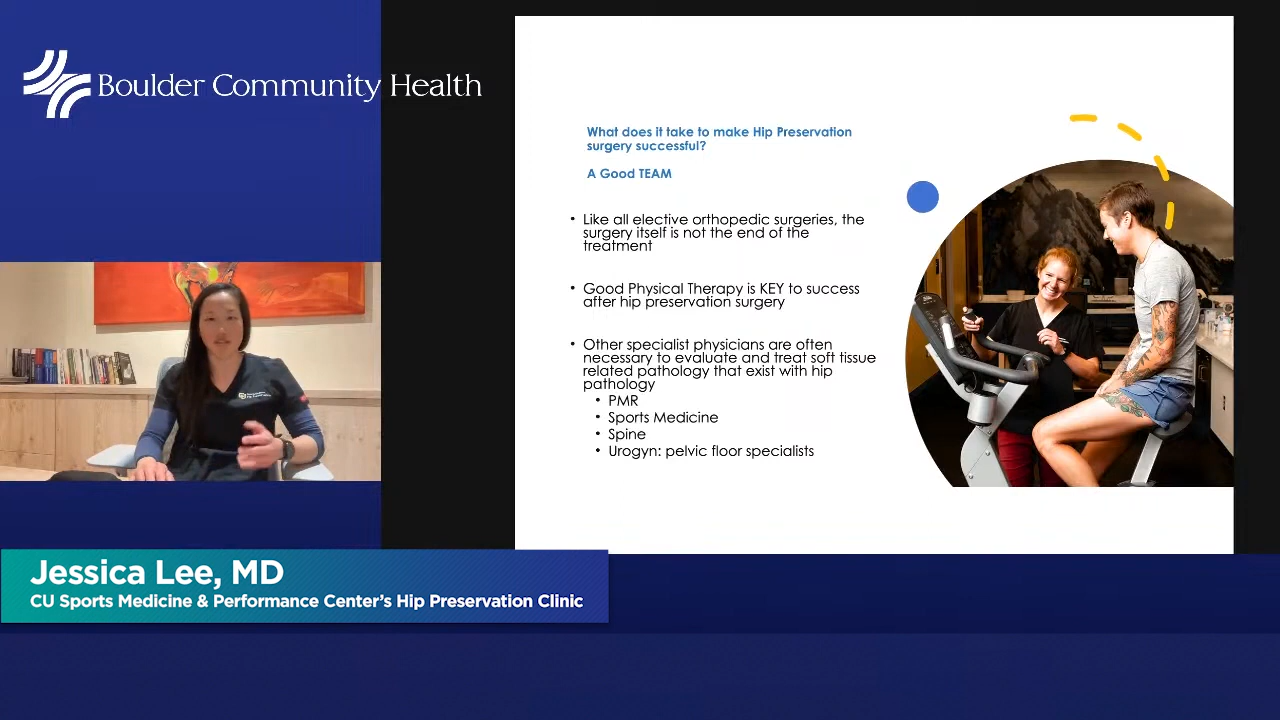 Boulder Community Health
What does it take to make Hip Preservation
surgery successful?
A Good TEAM
• Like all elective orthopedic surgeries, the
surgery itself is not the end of the
treatment
• Good Physical Therapy is KEY to success
after hip preservation surgery
• Other specialist physicians are often
necessary to evaluate and treat soft tissue
related pathology that exist with hip
pathology
• PMR
• Sports Medicine
• Spine
• Urogyn: pelvic floor specialists
Jessica Lee, MD
CU Sports Medicine & Performance Center's Hip Preservation Clinic